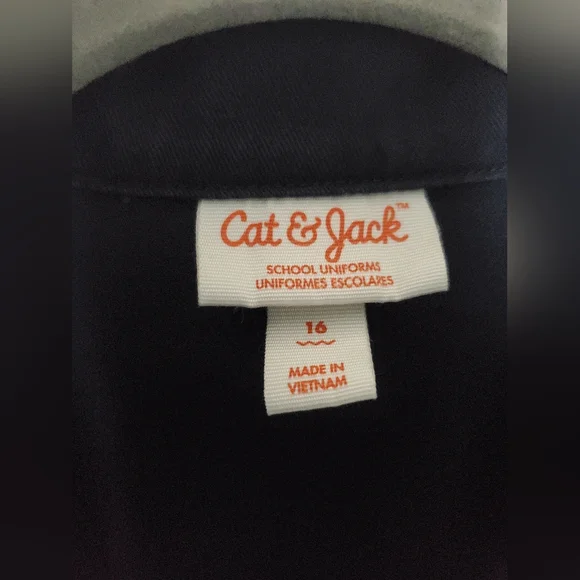 Cat & Jack™
SCHOOL UNIFORMS
UNIFORMES ESCOLARES
16
MADE IN
VIETNAM